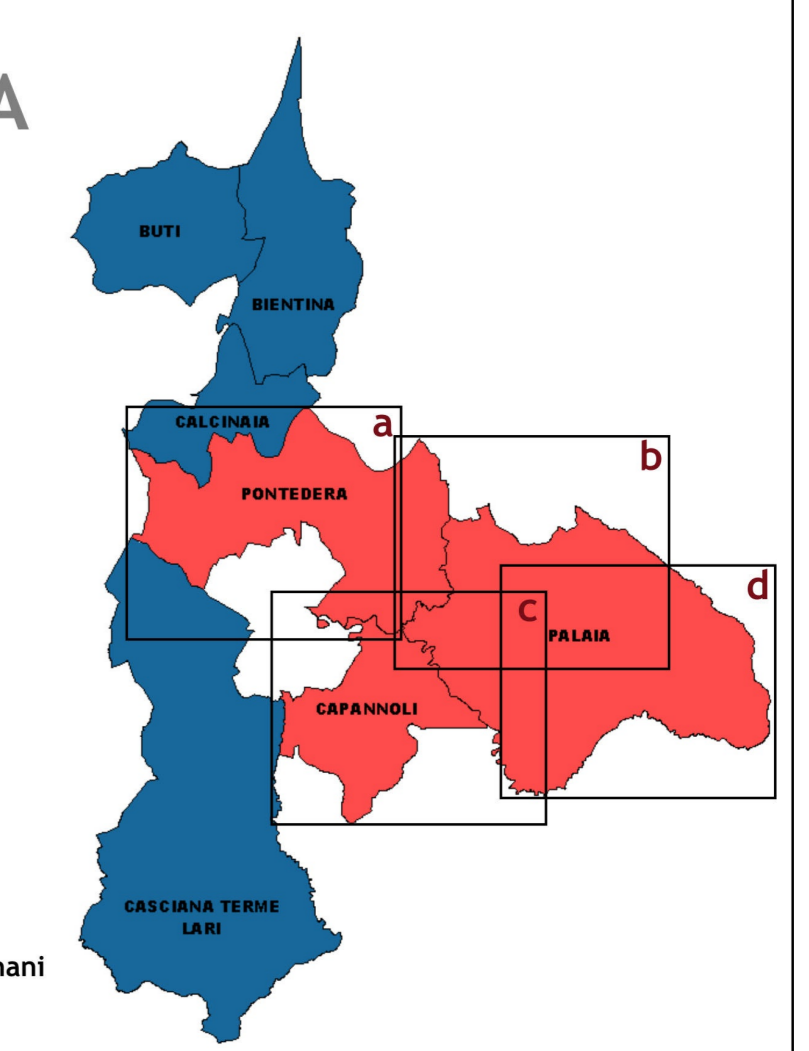 A
BUTI
BIENTINA
CALCINAIA
a
b
PONTEDERA
d
c
PALAIA
CAPANNOLI
CASCIANA TERME
LARI
nani